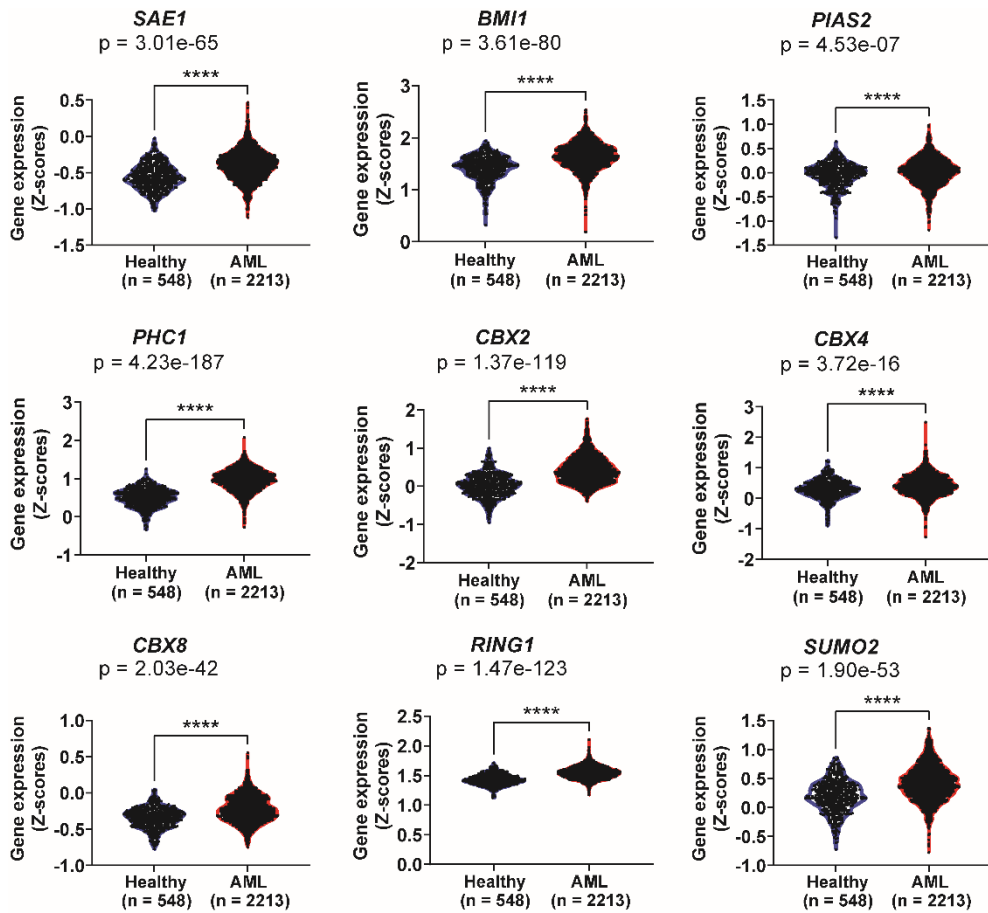 SAE1
p = 3.01e-65
****
Gene expression
(Z-scores)
0.5
0.0
-0.5
-1.0
-1.5
Healthy
(n = 548)
AML
(n = 2213)
BMI1
p = 3.61e-80
****
Gene expression
(Z-scores)
3
2
1
0
Healthy
(n = 548)
AML
(n = 2213)
PIAS2
p = 4.53e-07
****
Gene expression
(Z-scores)
1.5
1.0
0.5
0.0
-0.5
-1.0
-1.5
Healthy
(n = 548)
AML
(n = 2213)
PHC1
p = 4.23e-187
****
Gene expression
(Z-scores)
3
2
1
0
-1
Healthy
(n = 548)
AML
(n = 2213)
CBX2
p = 1.37e-119
****
Gene expression
(Z-scores)
2
1
0
-1
-2
Healthy
(n = 548)
AML
(n = 2213)
CBX4
p = 3.72e-16
****
Gene expression
(Z-scores)
3
2
1
0
-1
-2
Healthy
(n = 548)
AML
(n = 2213)
CBX8
p = 2.03e-42
****
Gene expression
(Z-scores)
1.0
0.5
0.0
-0.5
-1.0
Healthy
(n = 548)
AML
(n = 2213)
RING1
p = 1.47e-123
****
Gene expression
(Z-scores)
2.5
2.0
1.5
1.0
0.5
0.0
Healthy
(n = 548)
AML
(n = 2213)
SUMO2
p = 1.90e-53
****
Gene expression
(Z-scores)
1.5
1.0
0.5
0.0
-0.5
-1.0
Healthy
(n = 548)
AML
(n = 2213)